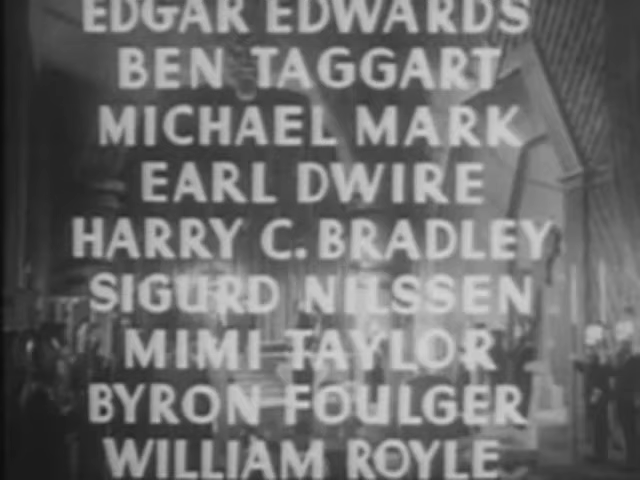 EDGAR EDWARDS
BEN TAGGART
MICHAEL MARK
EARL DWIRE
HARRY C. BRADLEY
SIGURD NILSSEN
MIMI TAYLOR
BYRON FOULGER
WILLIAM ROYLE